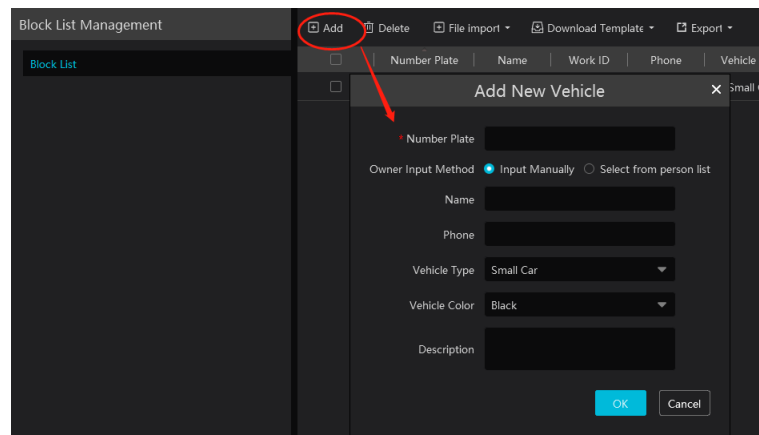 Block List Management
Add Delete File import Download Template Export
Block List
Number Plate Name Work ID Phone Vehicle
Small
Add New Vehicle
* Number Plate
Owner Input Method Input Manually Select from person list
Name
Phone
Vehicle Type Small Car
Vehicle Color Black
Description
OK Cancel